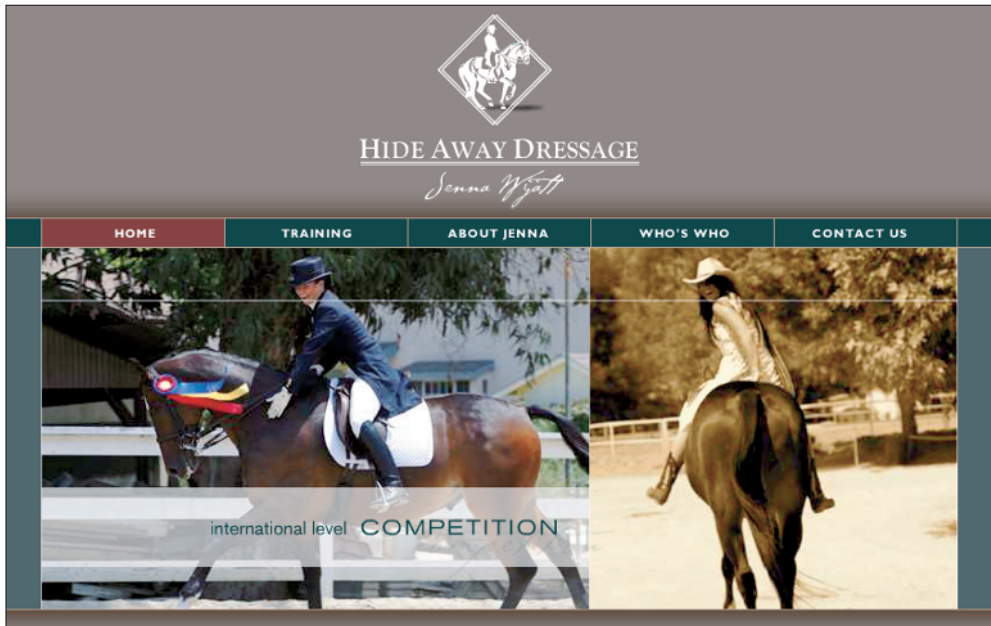 HIDE AWAY DRESSAGE
Jenna Wyatt
HOME TRAINING ABOUT JENNA WHO'S WHO CONTACT US
international level COMPETITION